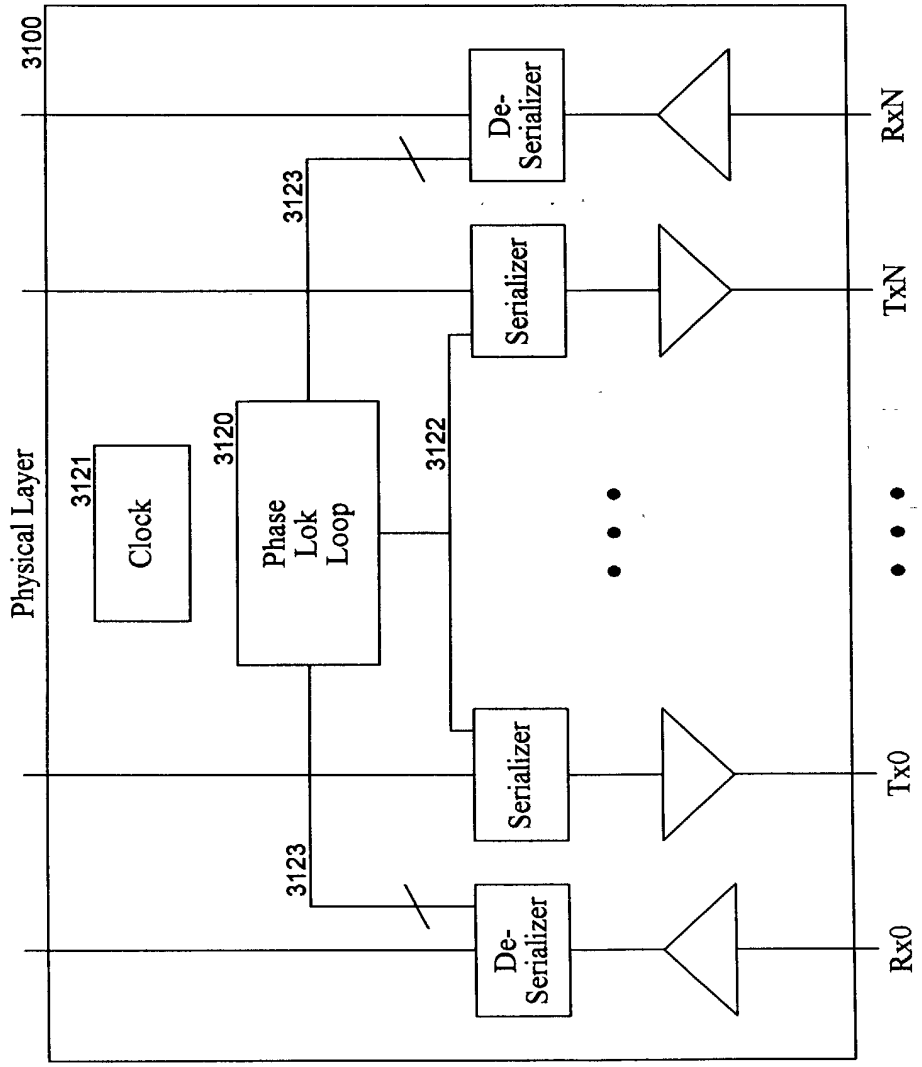 Physical Layer
3100
3121
Clock
3120
Phase
Lok
Loop
3123
3123
3122
De-
Serializer
Serializer
Serializer
De-
Serializer
Rx0
Tx0
TxN
RxN